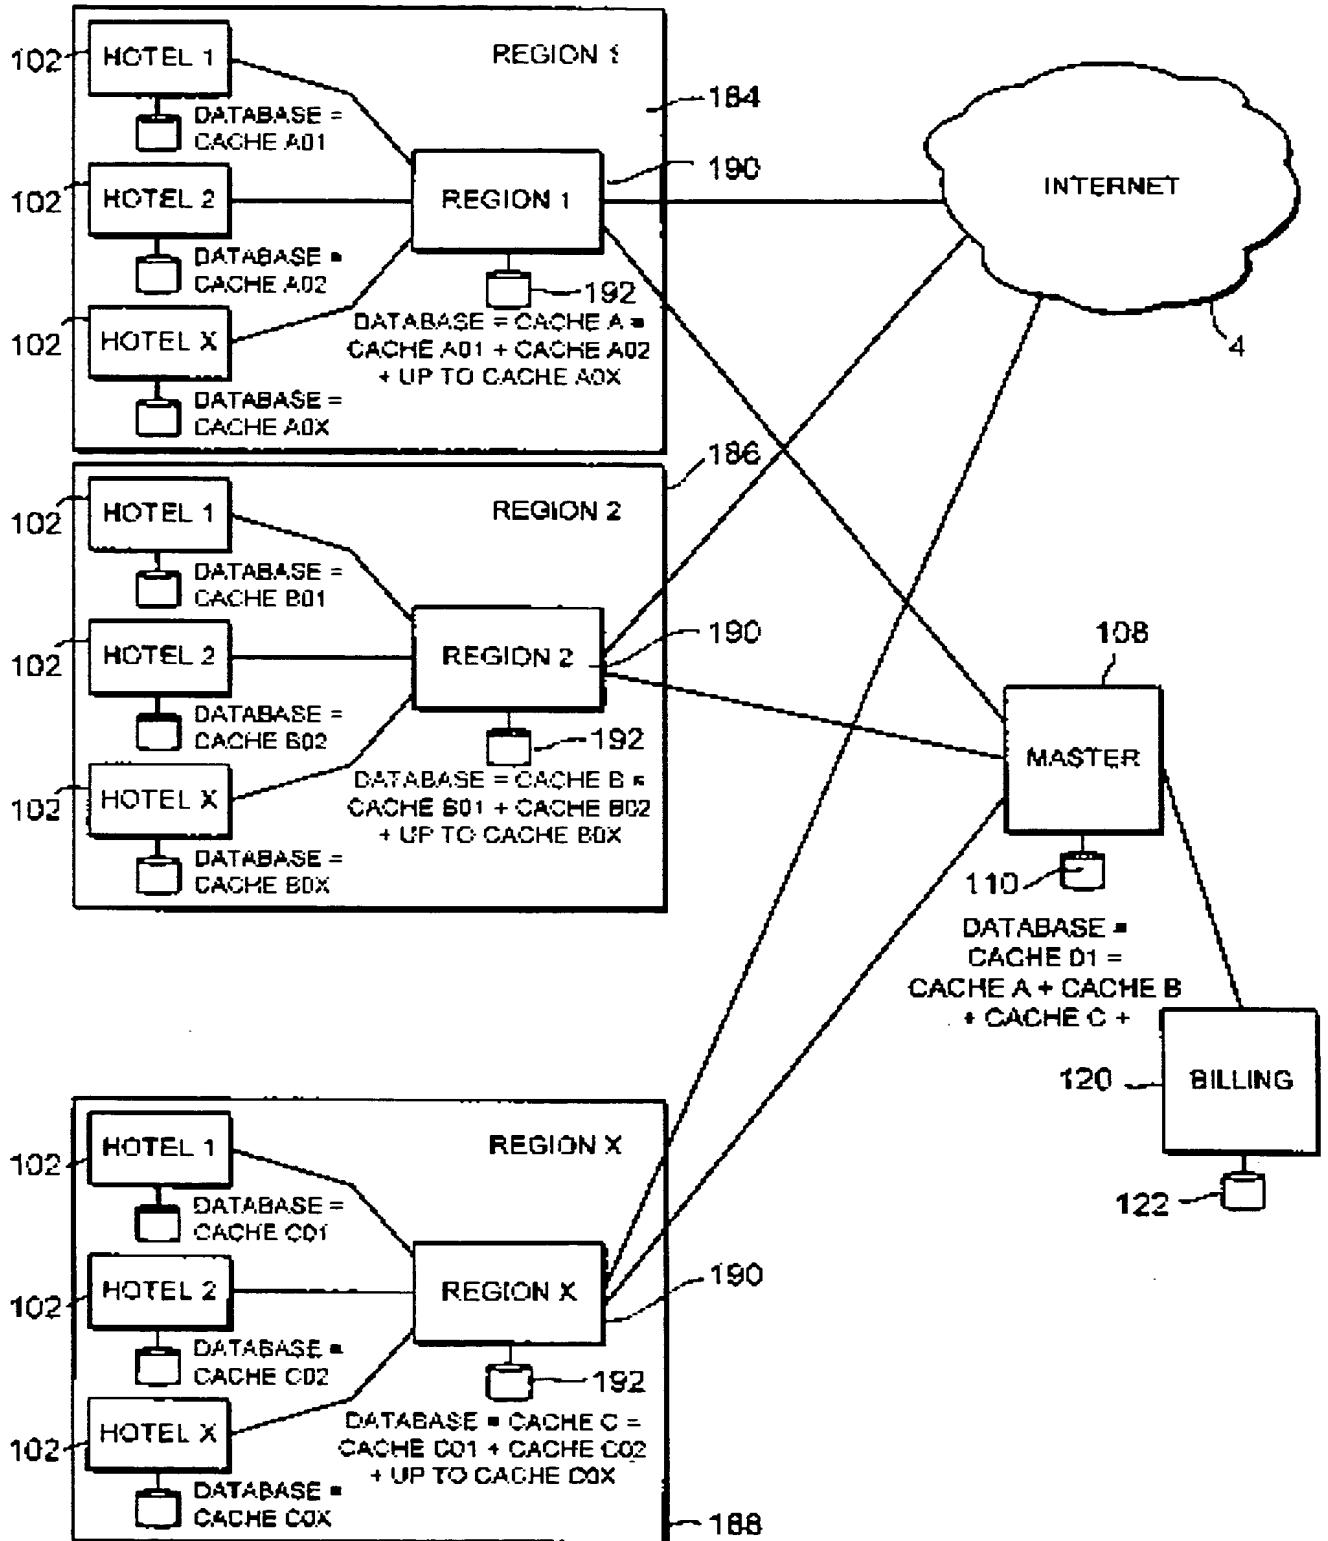 HOTEL 1
REGION 1
102
184
DATABASE =
CACHE A01
190
HOTEL 2
REGION 1
INTERNET
102
DATABASE =
CACHE A02
192
HOTEL X
DATABASE = CACHE A =
CACHE A01 + CACHE A02
+ UP TO CACHE A0X
102
4
DATABASE =
CACHE A0X
186
HOTEL 1
REGION 2
102
DATABASE =
CACHE B01
190
108
HOTEL 2
REGION 2
102
DATABASE =
CACHE B02
192
MASTER
HOTEL X
DATABASE = CACHE B =
CACHE B01 + CACHE B02
+ UP TO CACHE B0X
102
DATABASE =
CACHE B0X
110
DATABASE =
CACHE D1 =
CACHE A + CACHE B
+ CACHE C +
120
BILLING
122
HOTEL 1
REGION X
102
DATABASE =
CACHE C01
190
HOTEL 2
REGION X
102
DATABASE =
CACHE C02
192
HOTEL X
DATABASE = CACHE C =
CACHE C01 + CACHE C02
+ UP TO CACHE C0X
102
DATABASE =
CACHE C0X
188